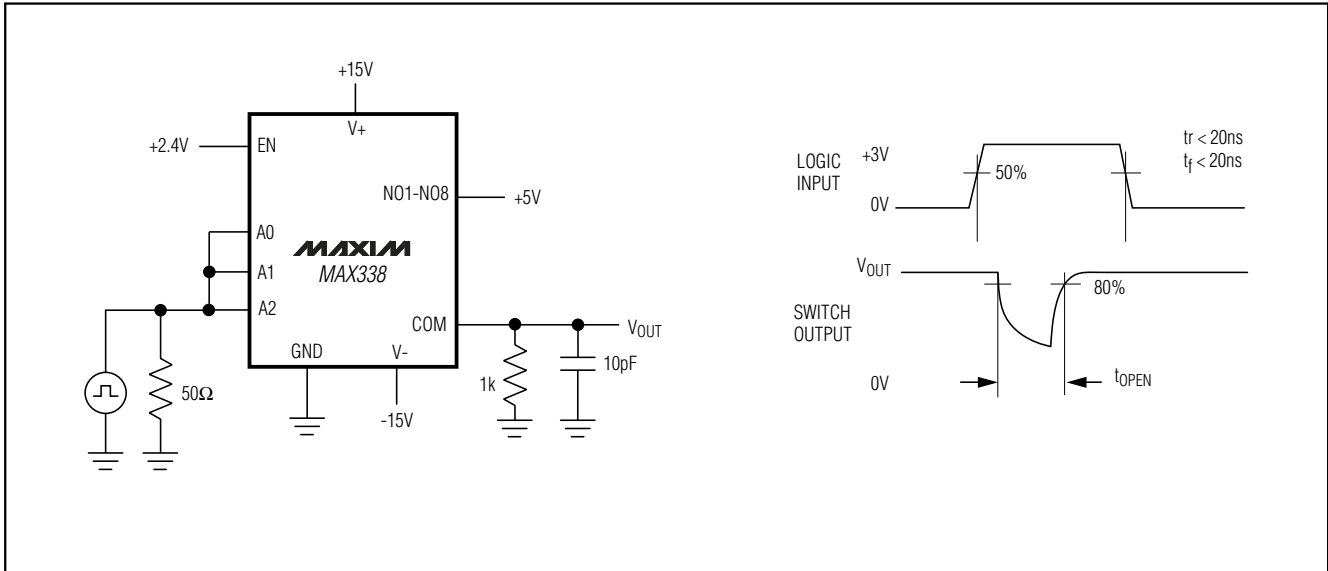 +15V
V+
+2.4V
EN
NO1-NO8
+5V
A0
MAXIM
A1
MAX338
A2
COM
VOUT
GND
V-
10pF
50Ω
1k
-15V
LOGIC
INPUT
+3V
50%
0V
tr < 20ns
tf < 20ns
VOUT
80%
SWITCH
OUTPUT
0V
tOPEN